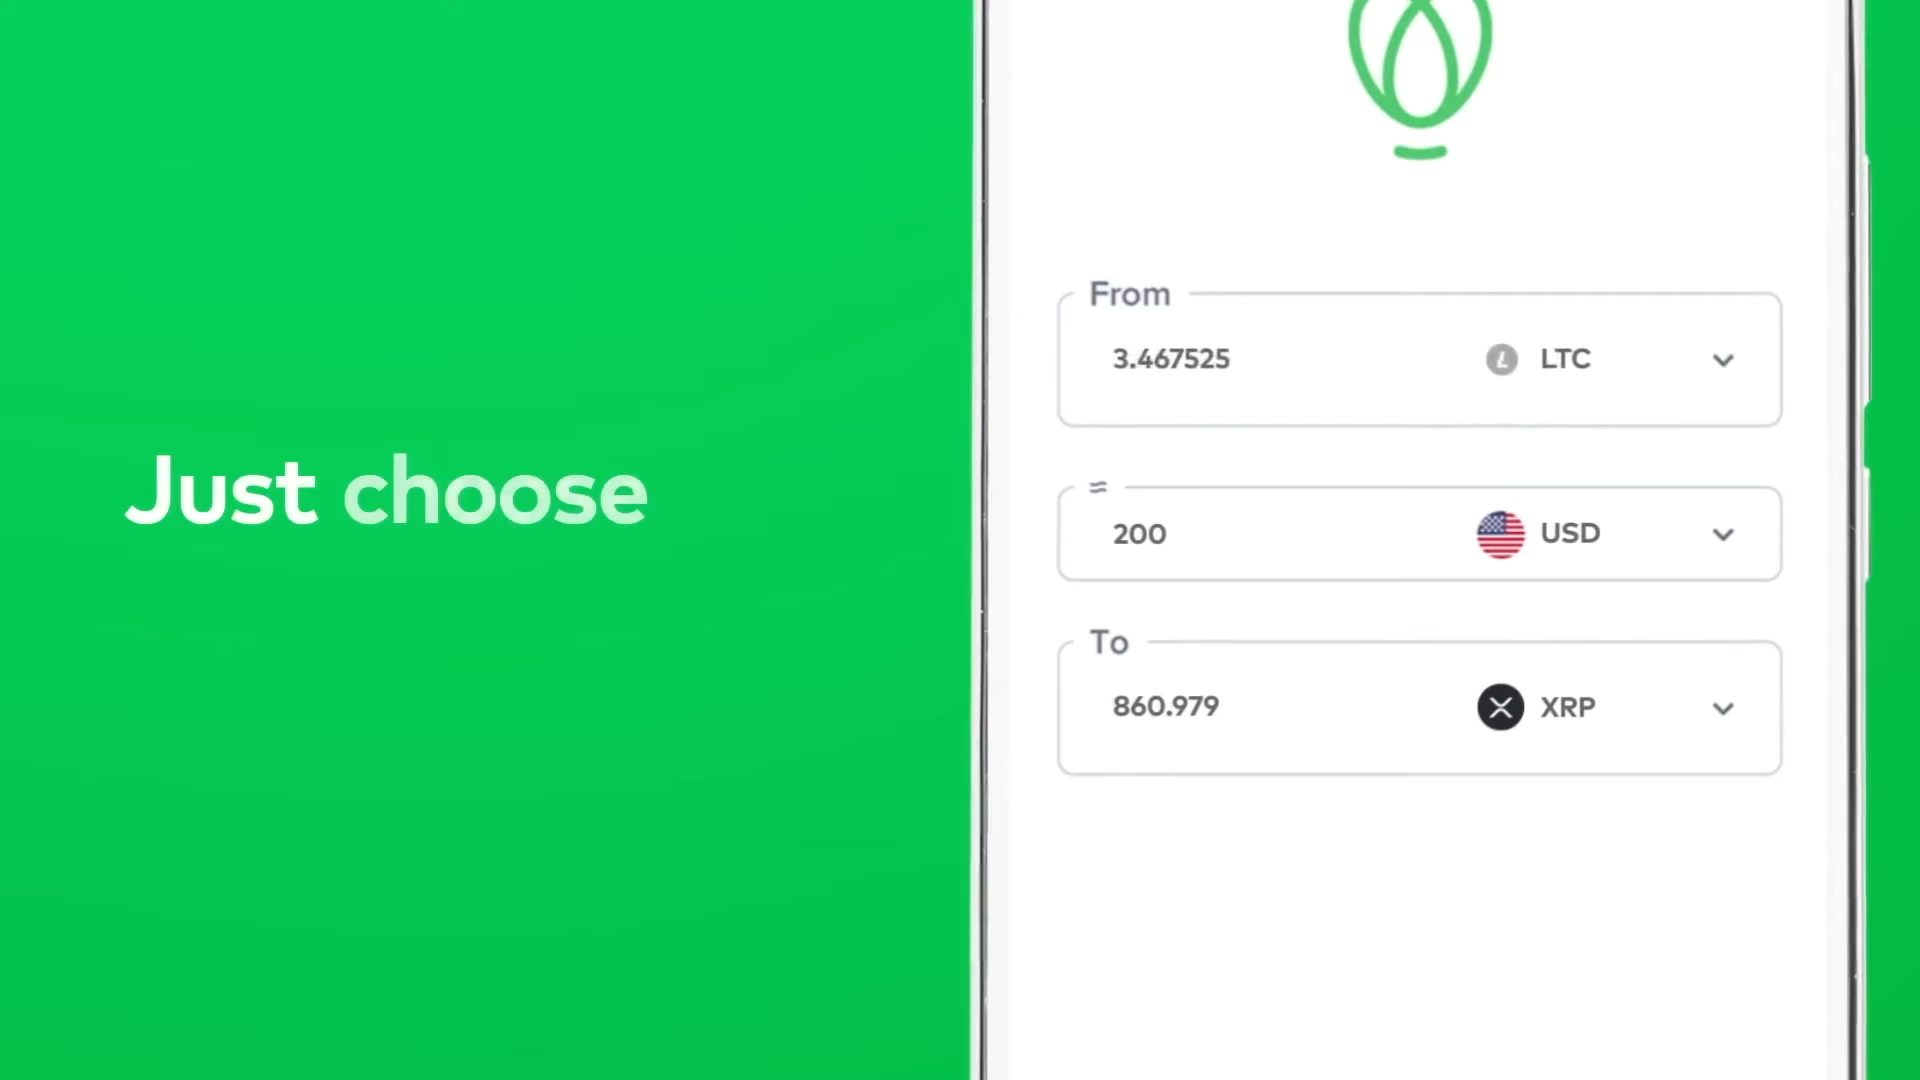 Just choose
From
3.467525 LTC
≈
200 USD
To
860.979 XRP